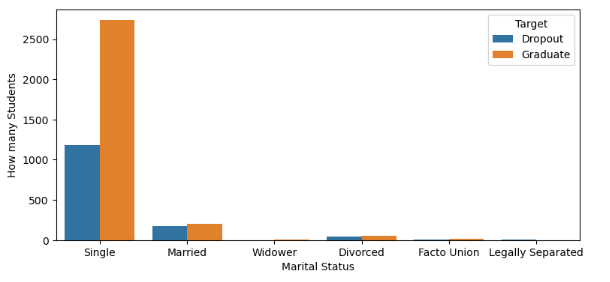 Target
Dropout
Graduate
How many Students
2500
2000
1500
1000
500
0
Single Married Widower Divorced Facto Union Legally Separated
Marital Status